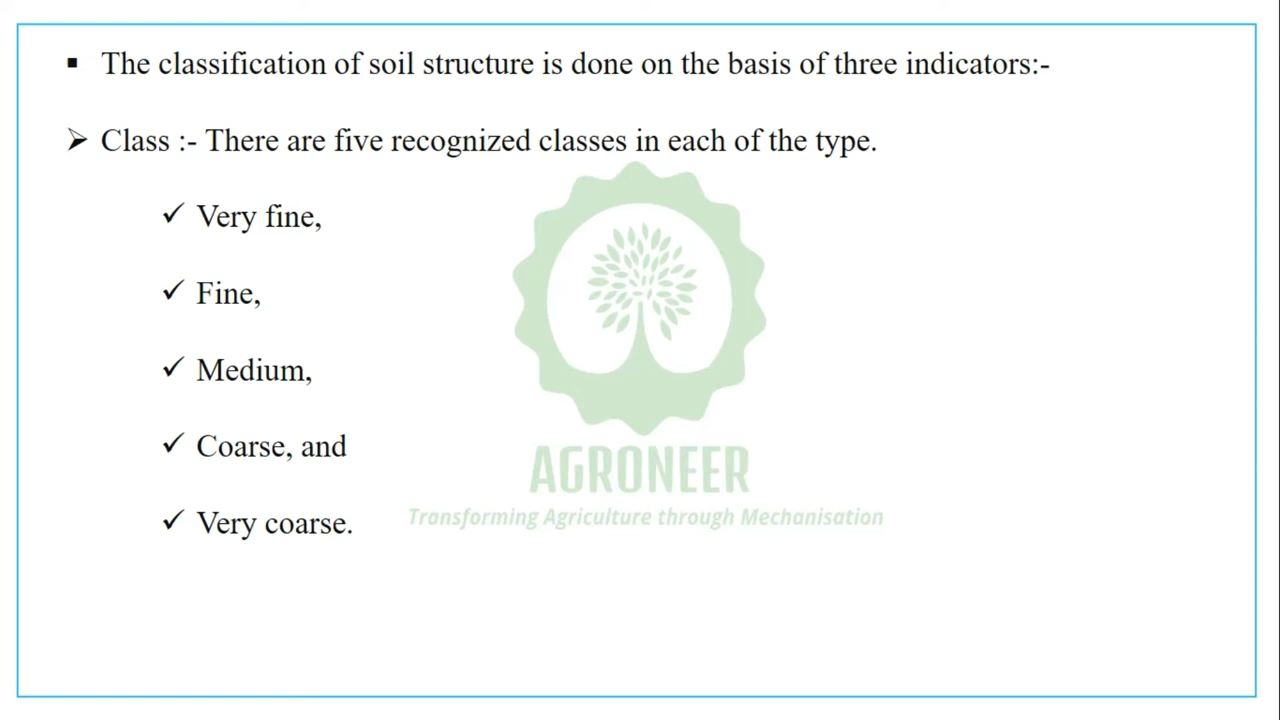 The classification of soil structure is done on the basis of three indicators:-
Class :- There are five recognized classes in each of the type.
Very fine,
Fine,
Medium,
Coarse, and
Very coarse.
AGRONEER
Transforming Agriculture through Mechanisation